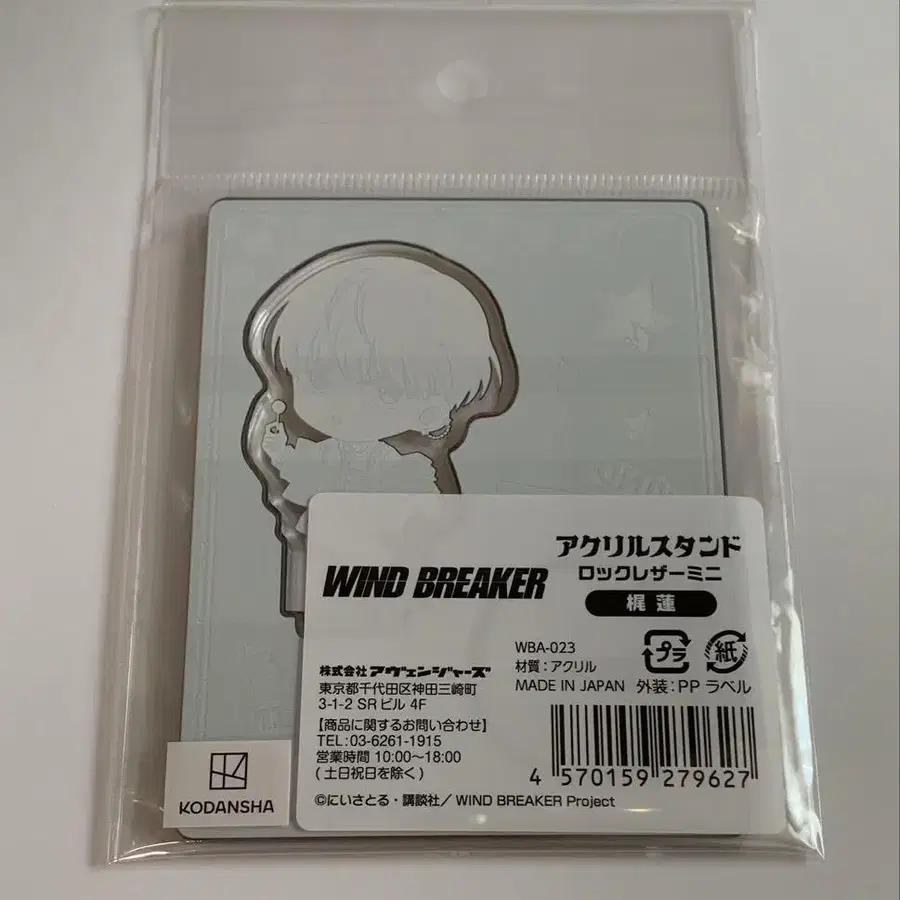 WIND BREAKER
アクリルスタンド
ロックレザーミニ
梶 蓮
WBA-023
材質：アクリル
プラ
紙
MADE IN JAPAN 外装：PP ラベル
株式会社アヴェンジャーズ
東京都千代田区神田三崎町
3-1-2 SRビル 4F
【商品に関するお問い合わせ】
TEL:03-6261-1915
営業時間 10:00～18:00
(土日祝日を除く)
4 570159 279627
©にいさとる・講談社／WIND BREAKER Project
KODANSHA